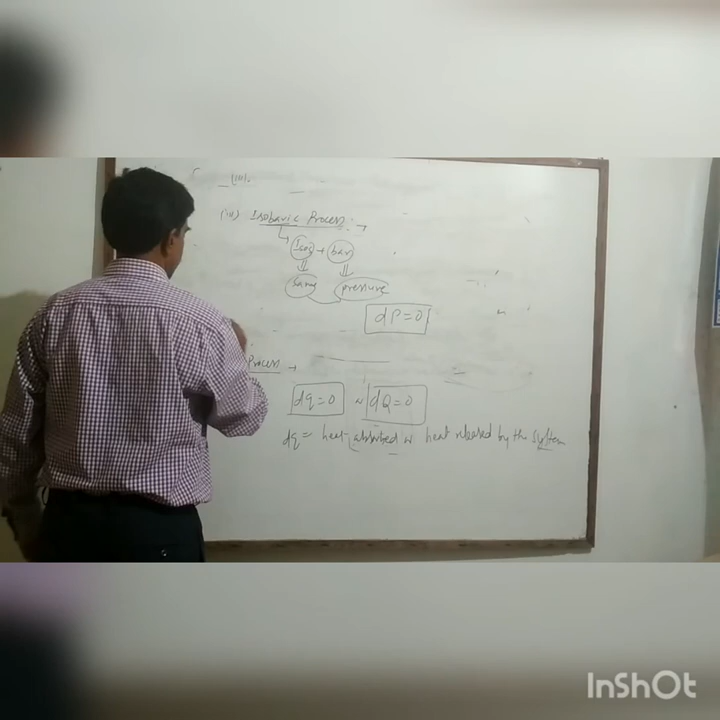 (iii) Isobaric Process: →
Iso + bar
Same pressure
dP=0
Process →
dq=0 or dQ=0
dq = heat absorbed or heat released by the system
InShOt